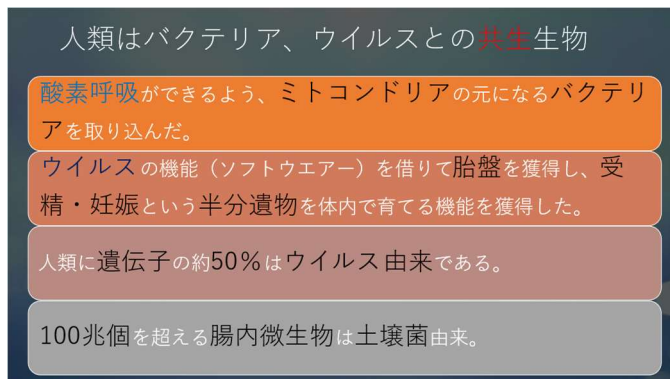 人類はバクテリア、ウイルスとの共生生物
酸素呼吸ができるよう、ミトコンドリアの元になるバクテリ
アを取り込んだ。
ウイルスの機能（ソフトウエアー）を借りて胎盤を獲得し、受
精・妊娠という半分遺物を体内で育てる機能を獲得した。
人類に遺伝子の約50％はウイルス由来である。
100兆個を超える腸内微生物は土壌菌由来。